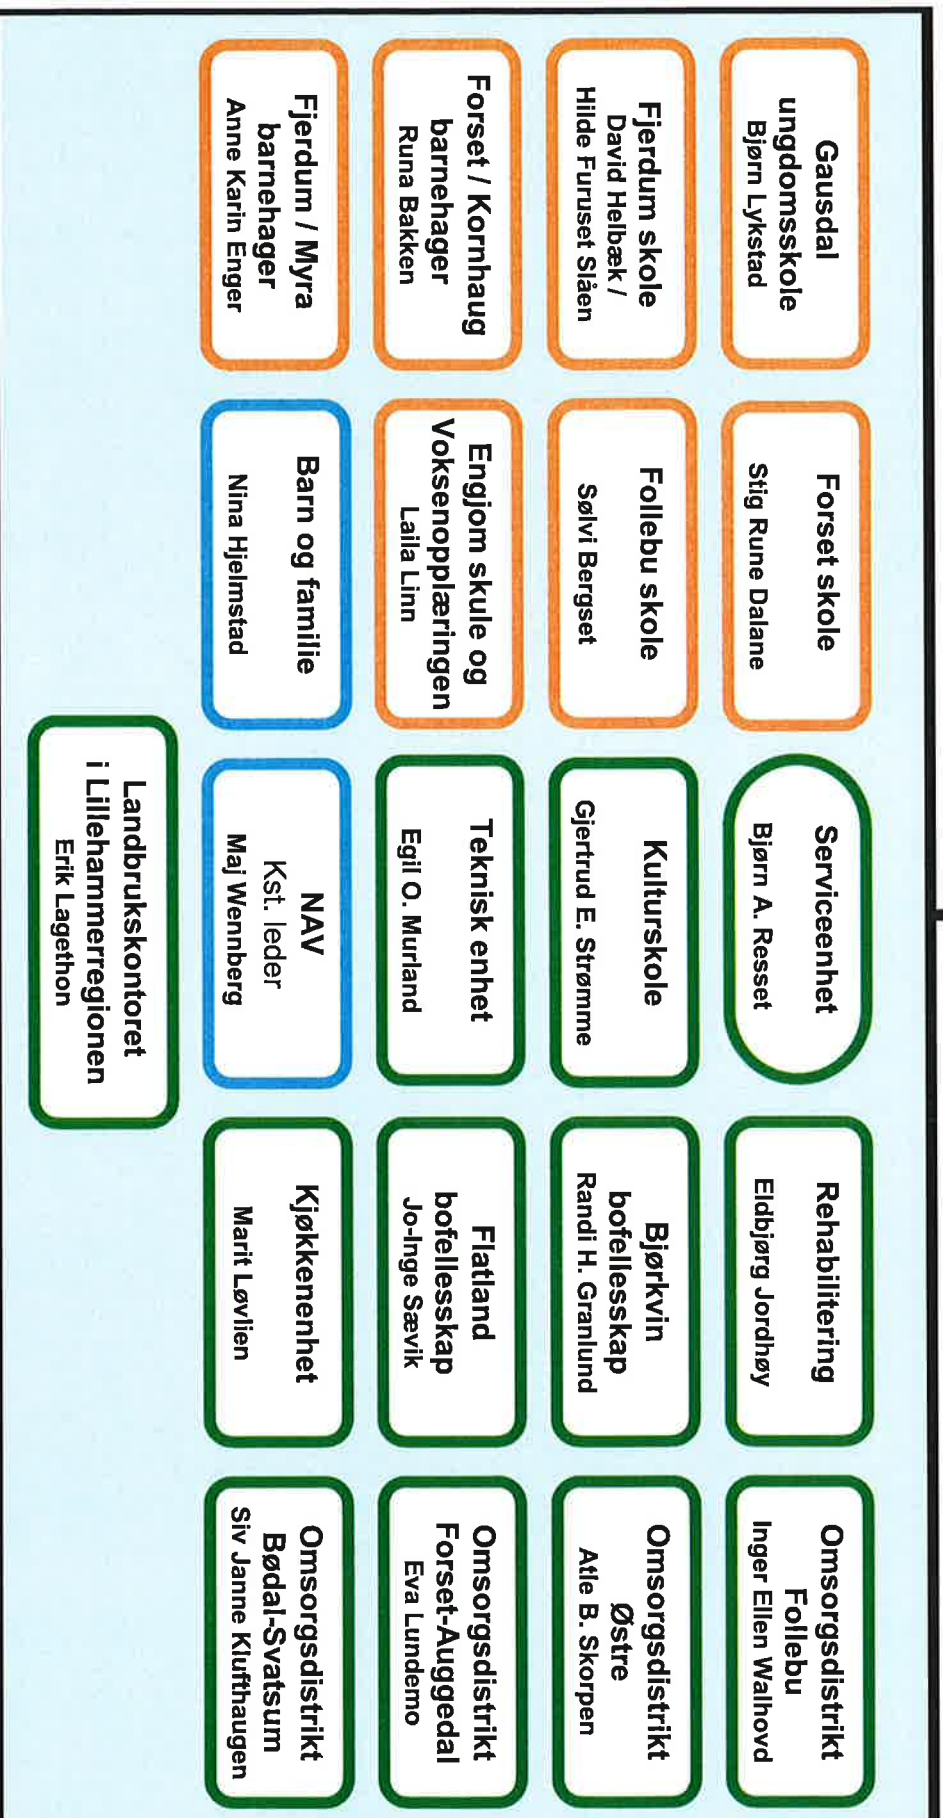 Gausdal
ungdomsskole
Bjørn Lykstad
Forset skole
Stig Rune Dalane
Serviceenhet
Bjørn A. Resset
Rehabilitering
Eldbjørg Jordhøy
Omsorgsdistrikt
Follebu
Inger Ellen Walhovd
Fjerdum skole
David Helbæk /
Hilde Furuset Slåen
Follebu skole
Sølvi Bergset
Kulturskole
Gjertrud E. Strømme
Bjørkvin
bofellesskap
Randi H. Granlund
Omsorgsdistrikt
Østre
Atle B. Skorpen
Forset / Kornhaug
barnehager
Runa Bakken
Engjom skule og
Voksenopplæringen
Laila Linn
Teknisk enhet
Egil O. Murland
Flatland
bofellesskap
Jo-Inge Sævik
Omsorgsdistrikt
Forset-Auggedal
Eva Lundemo
Fjerdum / Myra
barnehager
Anne Karin Enger
Barn og familie
Nina Hjelmstad
NAV
Kst. leder
Maj Wennberg
Kjøkkenenhet
Marit Løvlien
Omsorgsdistrikt
Bødal-Svatsum
Siv Janne Klufthaugen
Landbrukskontoret
i Lillehammerregionen
Erik Lagethon